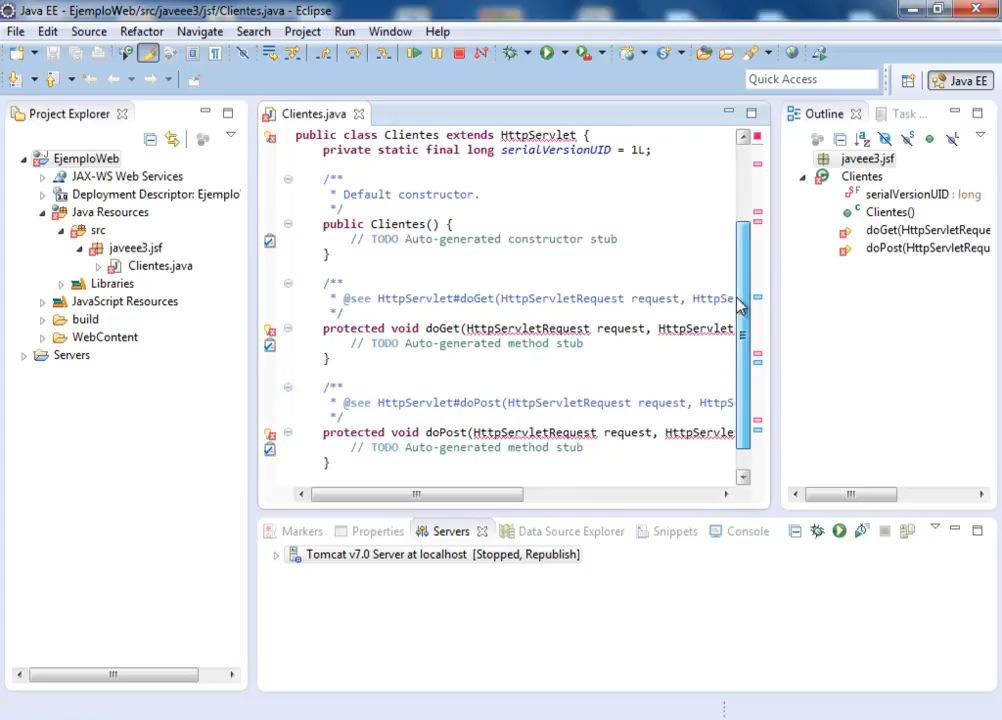 Java EE - EjemploWeb/src/javeee3/jsf/Clientes.java - Eclipse
File Edit Source Refactor Navigate Search Project Run Window Help
Quick Access
Java EE
Project Explorer
EjemploWeb
JAX-WS Web Services
Deployment Descriptor: Ejemplo
Java Resources
src
javeee3.jsf
Clientes.java
Libraries
JavaScript Resources
build
WebContent
Servers
Clientes.java
public class Clientes extends HttpServlet {
private static final long serialVersionUID = 1L;
/**
* Default constructor.
*/
public Clientes() {
// TODO Auto-generated constructor stub
}
/**
* @see HttpServlet#doGet(HttpServletRequest request, HttpSe
*/
protected void doGet(HttpServletRequest request, HttpServlet
// TODO Auto-generated method stub
}
/**
* @see HttpServlet#doPost(HttpServletRequest request, HttpS
*/
protected void doPost(HttpServletRequest request, HttpServle
// TODO Auto-generated method stub
}
Outline Task ...
javeee3.jsf
Clientes
serialVersionUID : long
Clientes()
doGet(HttpServletReque
doPost(HttpServletRequ
Markers Properties Servers Data Source Explorer Snippets Console
Tomcat v7.0 Server at localhost [Stopped, Republish]